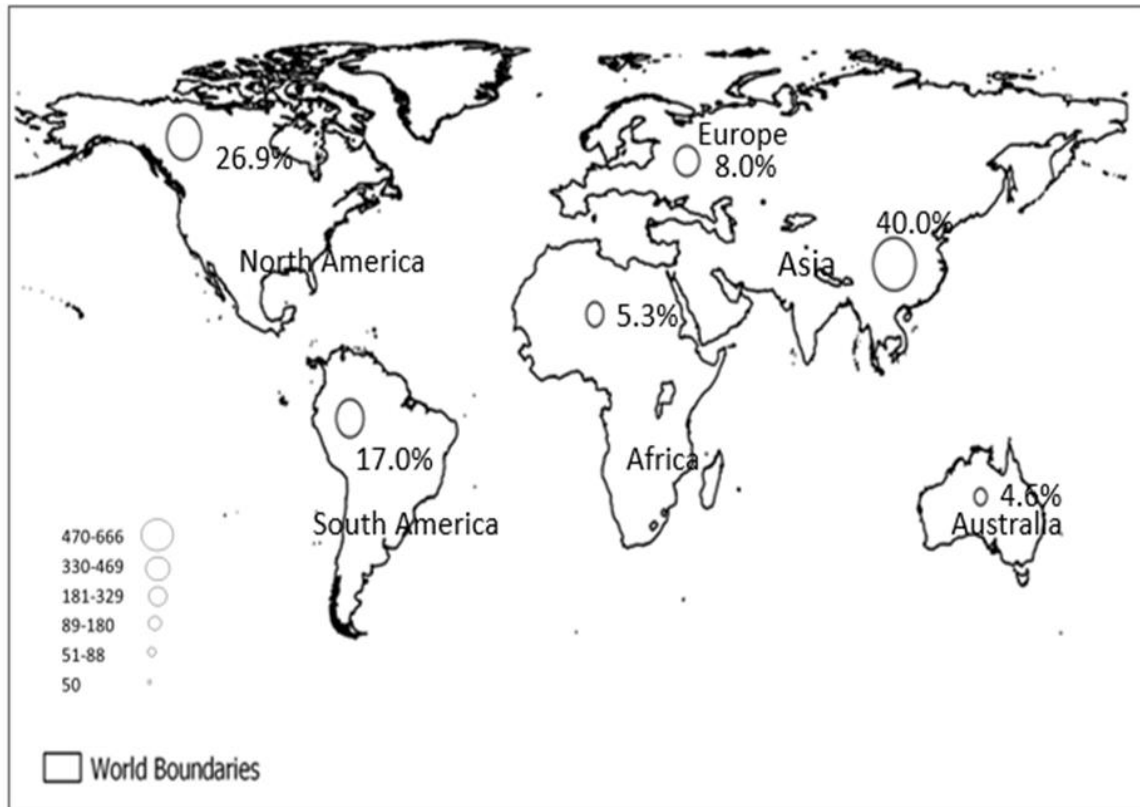 Europe
26.9%
8.0%
40.0%
North America
Asia
5.3%
17.0%
Africa
4.6%
South America
Australia
470-666
330-469
181-329
89-180
51-88
50
World Boundaries